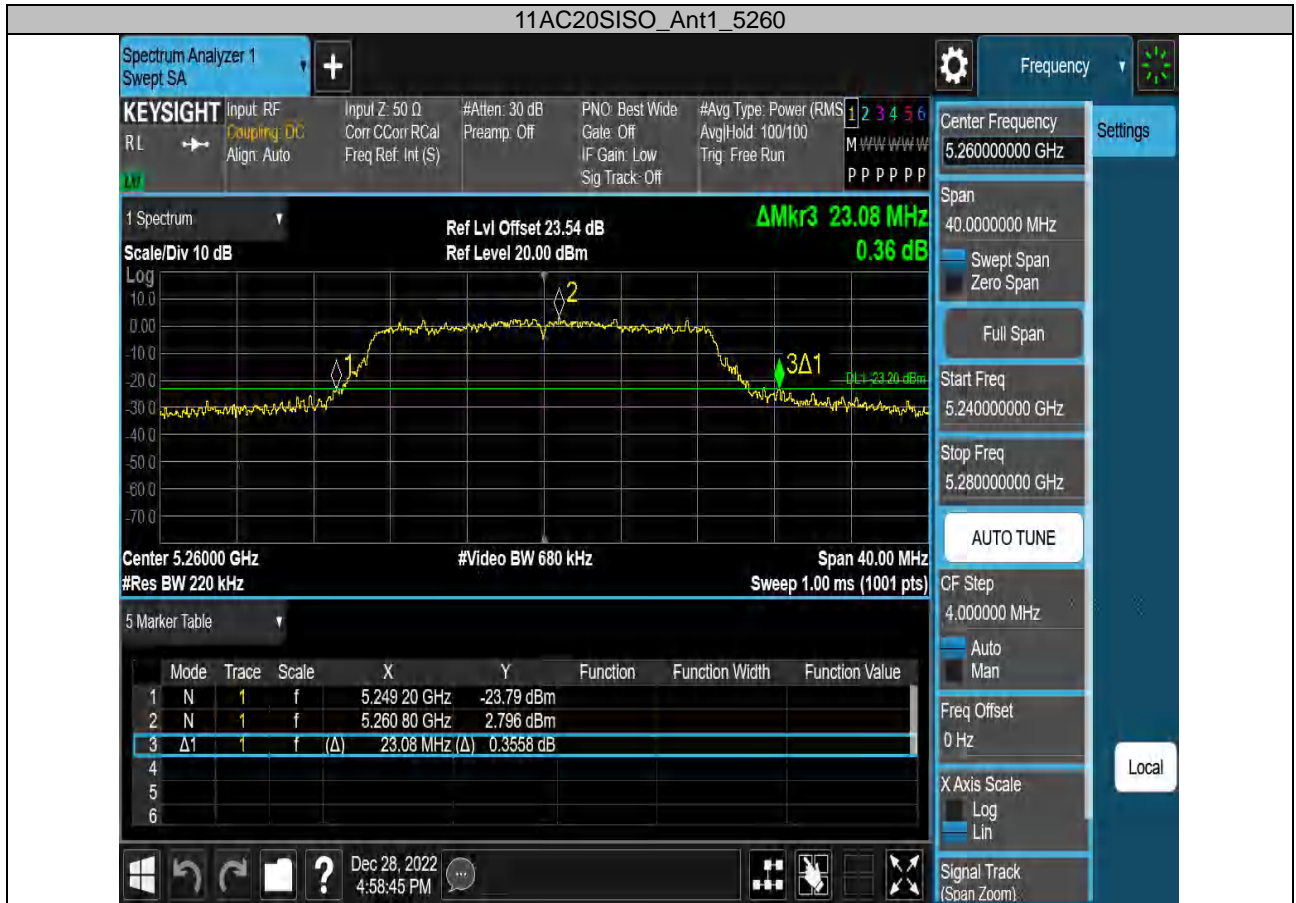 11AC20SISO_Ant1_5260
Spectrum Analyzer 1
Swept SA
Frequency
KEYSIGHT
RL
LW
Input: RF
Coupling: DC
Align: Auto
Input Z: 50 Ω
Corr CCorr RCal
Freq Ref: Int (S)
#Atten: 30 dB
Preamp: Off
PNO: Best Wide
Gate: Off
IF Gain: Low
Sig Track: Off
#Avg Type: Power (RMS
Avg|Hold: 100/100
Trig: Free Run
1 2 3 4 5 6
M W W W W W
P P P P P P
1 Spectrum
Scale/Div 10 dB
Ref Lvl Offset 23.54 dB
Ref Level 20.00 dBm
ΔMkr3 23.08 MHz
0.36 dB
Log
10.0
0.00
-10.0
-20.0
-30.0
-40.0
-50.0
-60.0
-70.0
1
2
3Δ1
DL1 -23.20 dBm
Center 5.26000 GHz
#Video BW 680 kHz
Span 40.00 MHz
#Res BW 220 kHz
Sweep 1.00 ms (1001 pts)
5 Marker Table
Mode Trace Scale X Y Function Function Width Function Value
1 N 1 f 5.249 20 GHz -23.79 dBm
2 N 1 f 5.260 80 GHz 2.796 dBm
3 Δ1 1 f (Δ) 23.08 MHz (Δ) 0.3558 dB
4
5
6
Dec 28, 2022
4:58:45 PM
Center Frequency
5.260000000 GHz
Settings
Span
40.0000000 MHz
Swept Span
Zero Span
Full Span
Start Freq
5.240000000 GHz
Stop Freq
5.280000000 GHz
AUTO TUNE
CF Step
4.000000 MHz
Auto
Man
Freq Offset
0 Hz
X Axis Scale
Log
Lin
Local
Signal Track
(Span Zoom)